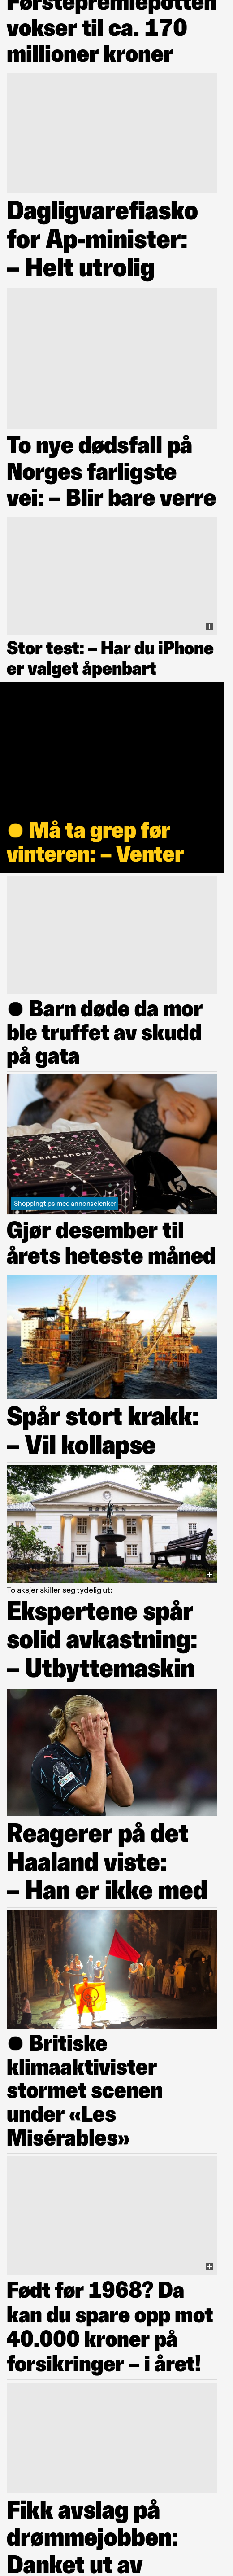 Førstepremiepotten
vokser til ca. 170
millioner kroner
Dagligvarefiasko
for Ap-minister:
– Helt utrolig
To nye dødsfall på
Norges farligste
vei: – Blir bare verre
Stor test: – Har du iPhone
er valget åpenbart
● Må ta grep før
vinteren: – Venter
● Barn døde da mor
ble truffet av skudd
på gata
JULEKALENDER
Shoppingtips med annonselenker
Gjør desember til
årets heteste måned
Spår stort krakk:
– Vil kollapse
BØRSEN
To aksjer skiller seg tydelig ut:
Ekspertene spår
solid avkastning:
– Utbyttemaskin
Reagerer på det
Haaland viste:
– Han er ikke med
● Britiske
klimaaktivister
stormet scenen
under «Les
Misérables»
Født før 1968? Da
kan du spare opp mot
40.000 kroner på
forsikringer – i året!
Fikk avslag på
drømmejobben:
Danket ut av